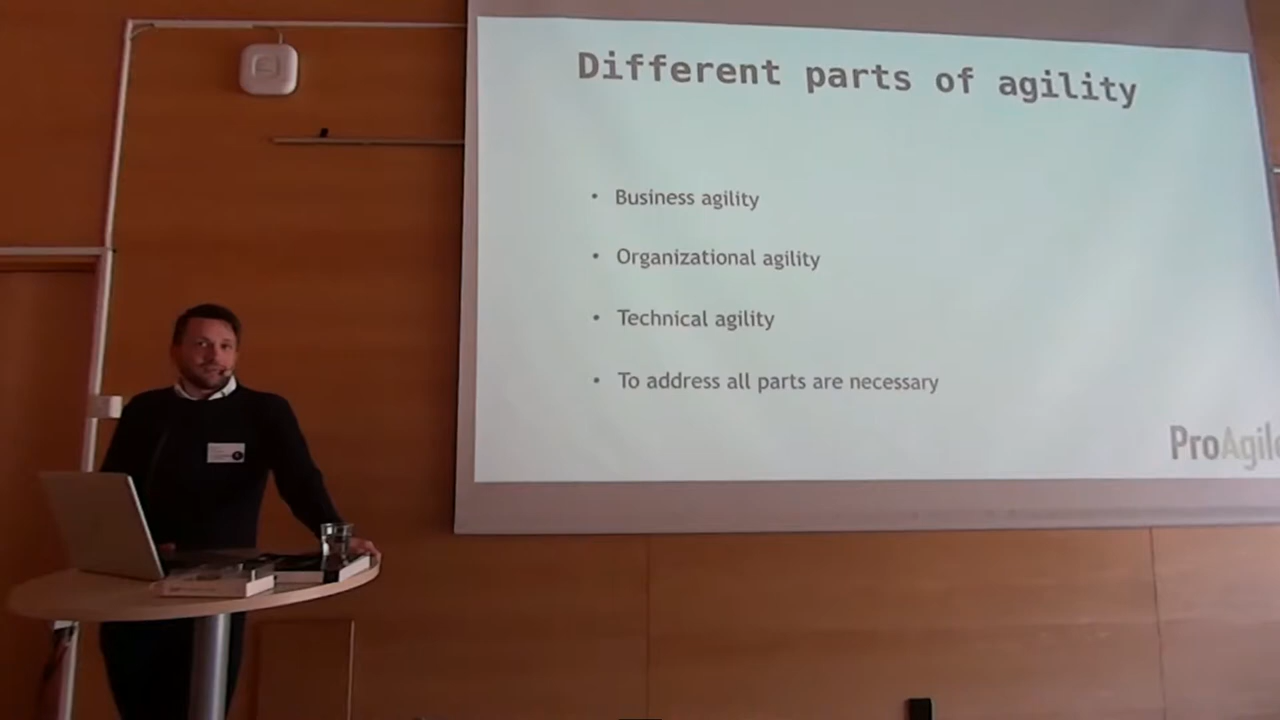 Different parts of agility
• Business agility
• Organizational agility
• Technical agility
• To address all parts are necessary
ProAgile